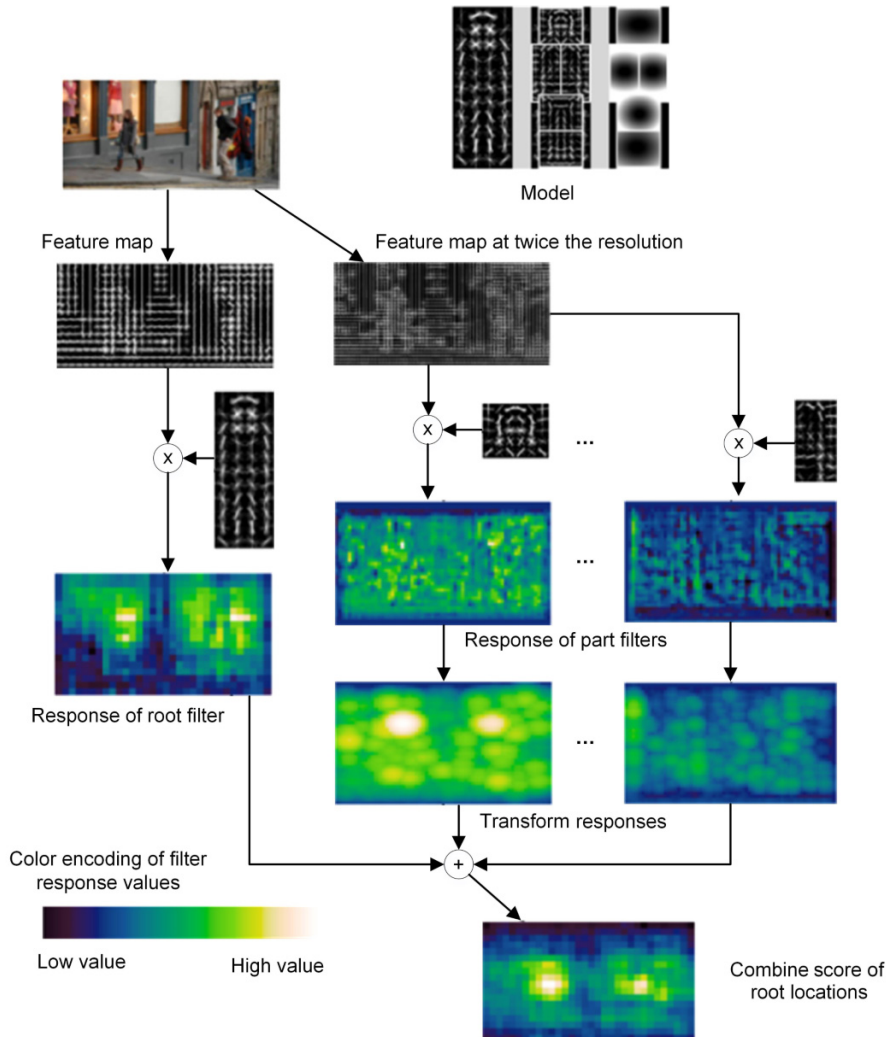 Model
Feature map
Feature map at twice the resolution
x
x
...
x
...
Response of part filters
Response of root filter
...
Transform responses
Color encoding of filter
response values
+
Low value
High value
Combine score of
root locations